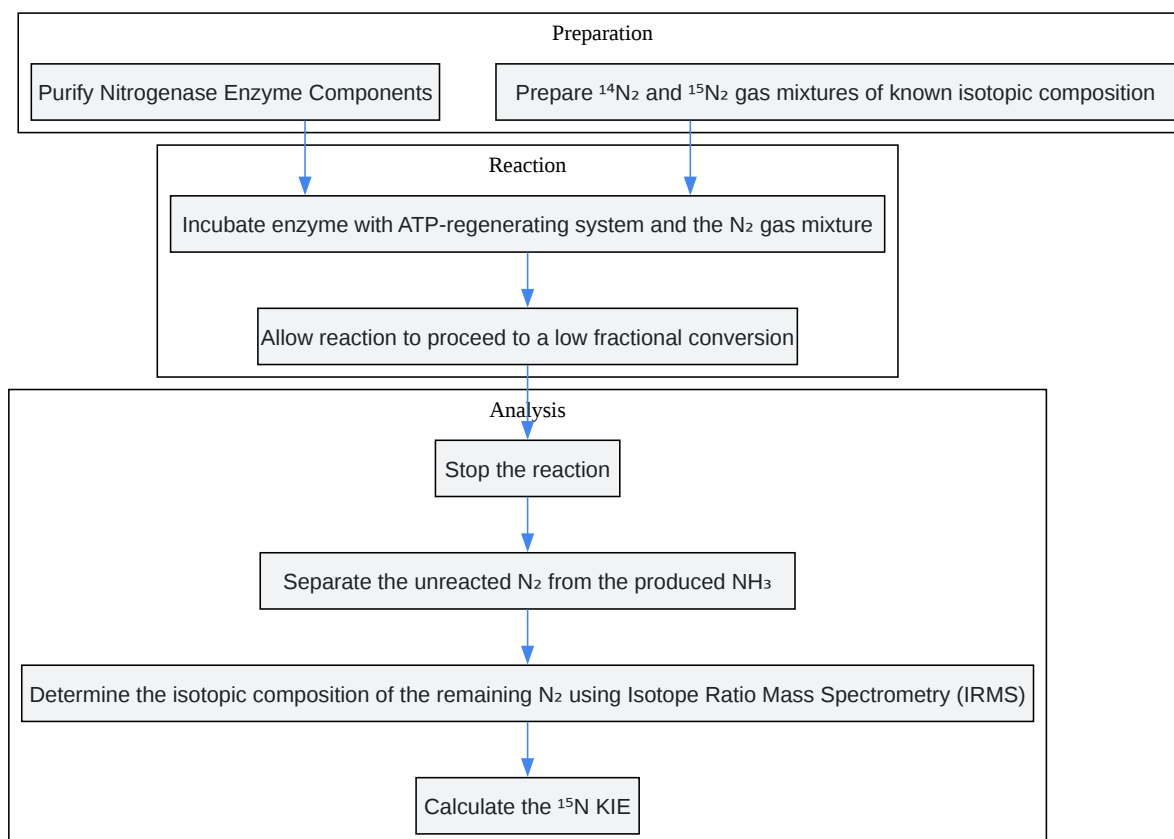 Preparation
Purify Nitrogenase Enzyme Components
Prepare ¹⁴N₂ and ¹⁵N₂ gas mixtures of known isotopic composition
Reaction
Incubate enzyme with ATP-regenerating system and the N₂ gas mixture
Allow reaction to proceed to a low fractional conversion
Analysis
Stop the reaction
Separate the unreacted N₂ from the produced NH₃
Determine the isotopic composition of the remaining N₂ using Isotope Ratio Mass Spectrometry (IRMS)
Calculate the ¹⁵N KIE